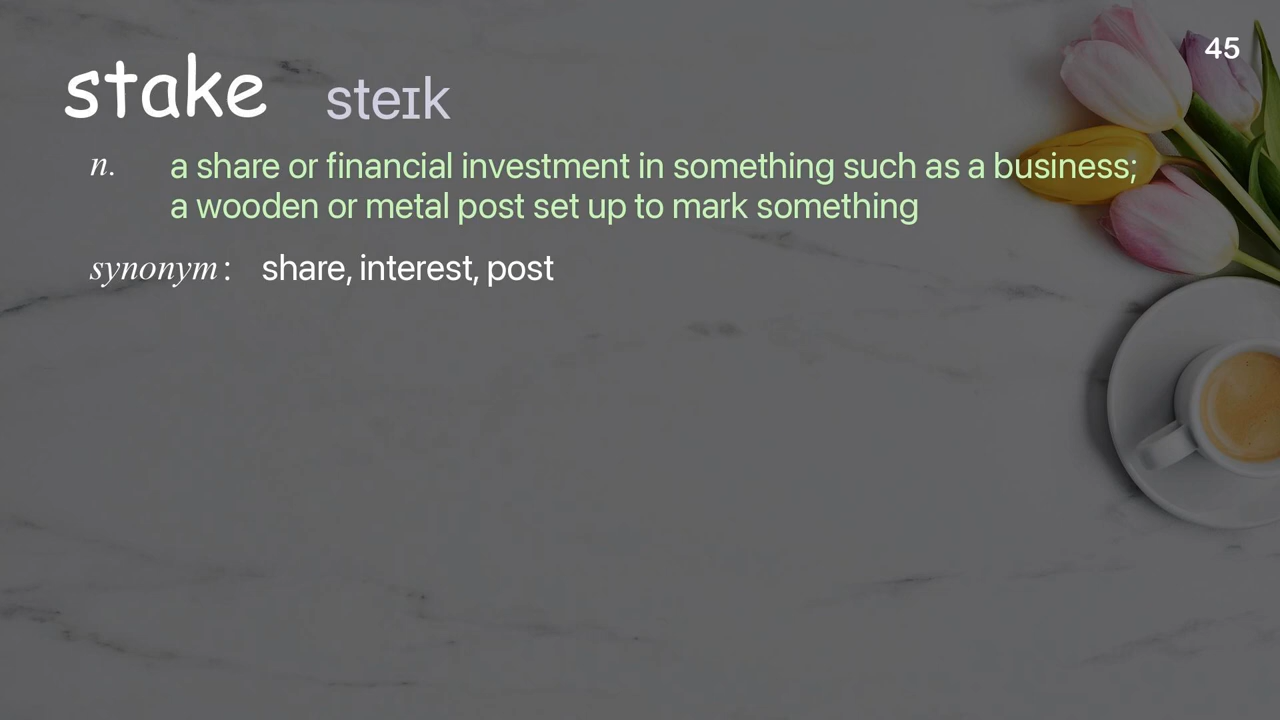 45
stake steɪk
n. a share or financial investment in something such as a business;
a wooden or metal post set up to mark something
synonym: share, interest, post